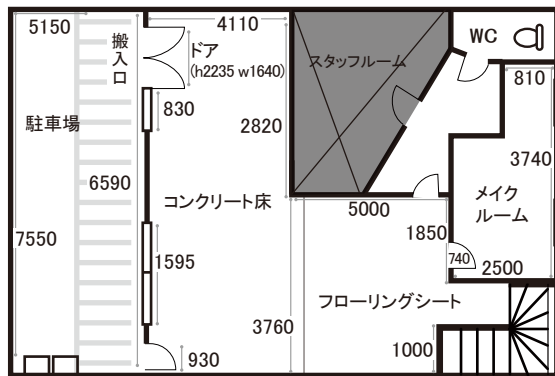 5150
搬入口
4110
ドア
(h2235 w1640)
スタッフルーム
WC
810
830
2820
駐車場
3740
6590
コンクリート床
5000
メイク
ルーム
7550
1595
1850
740
2500
フローリングシート
3760
930
1000